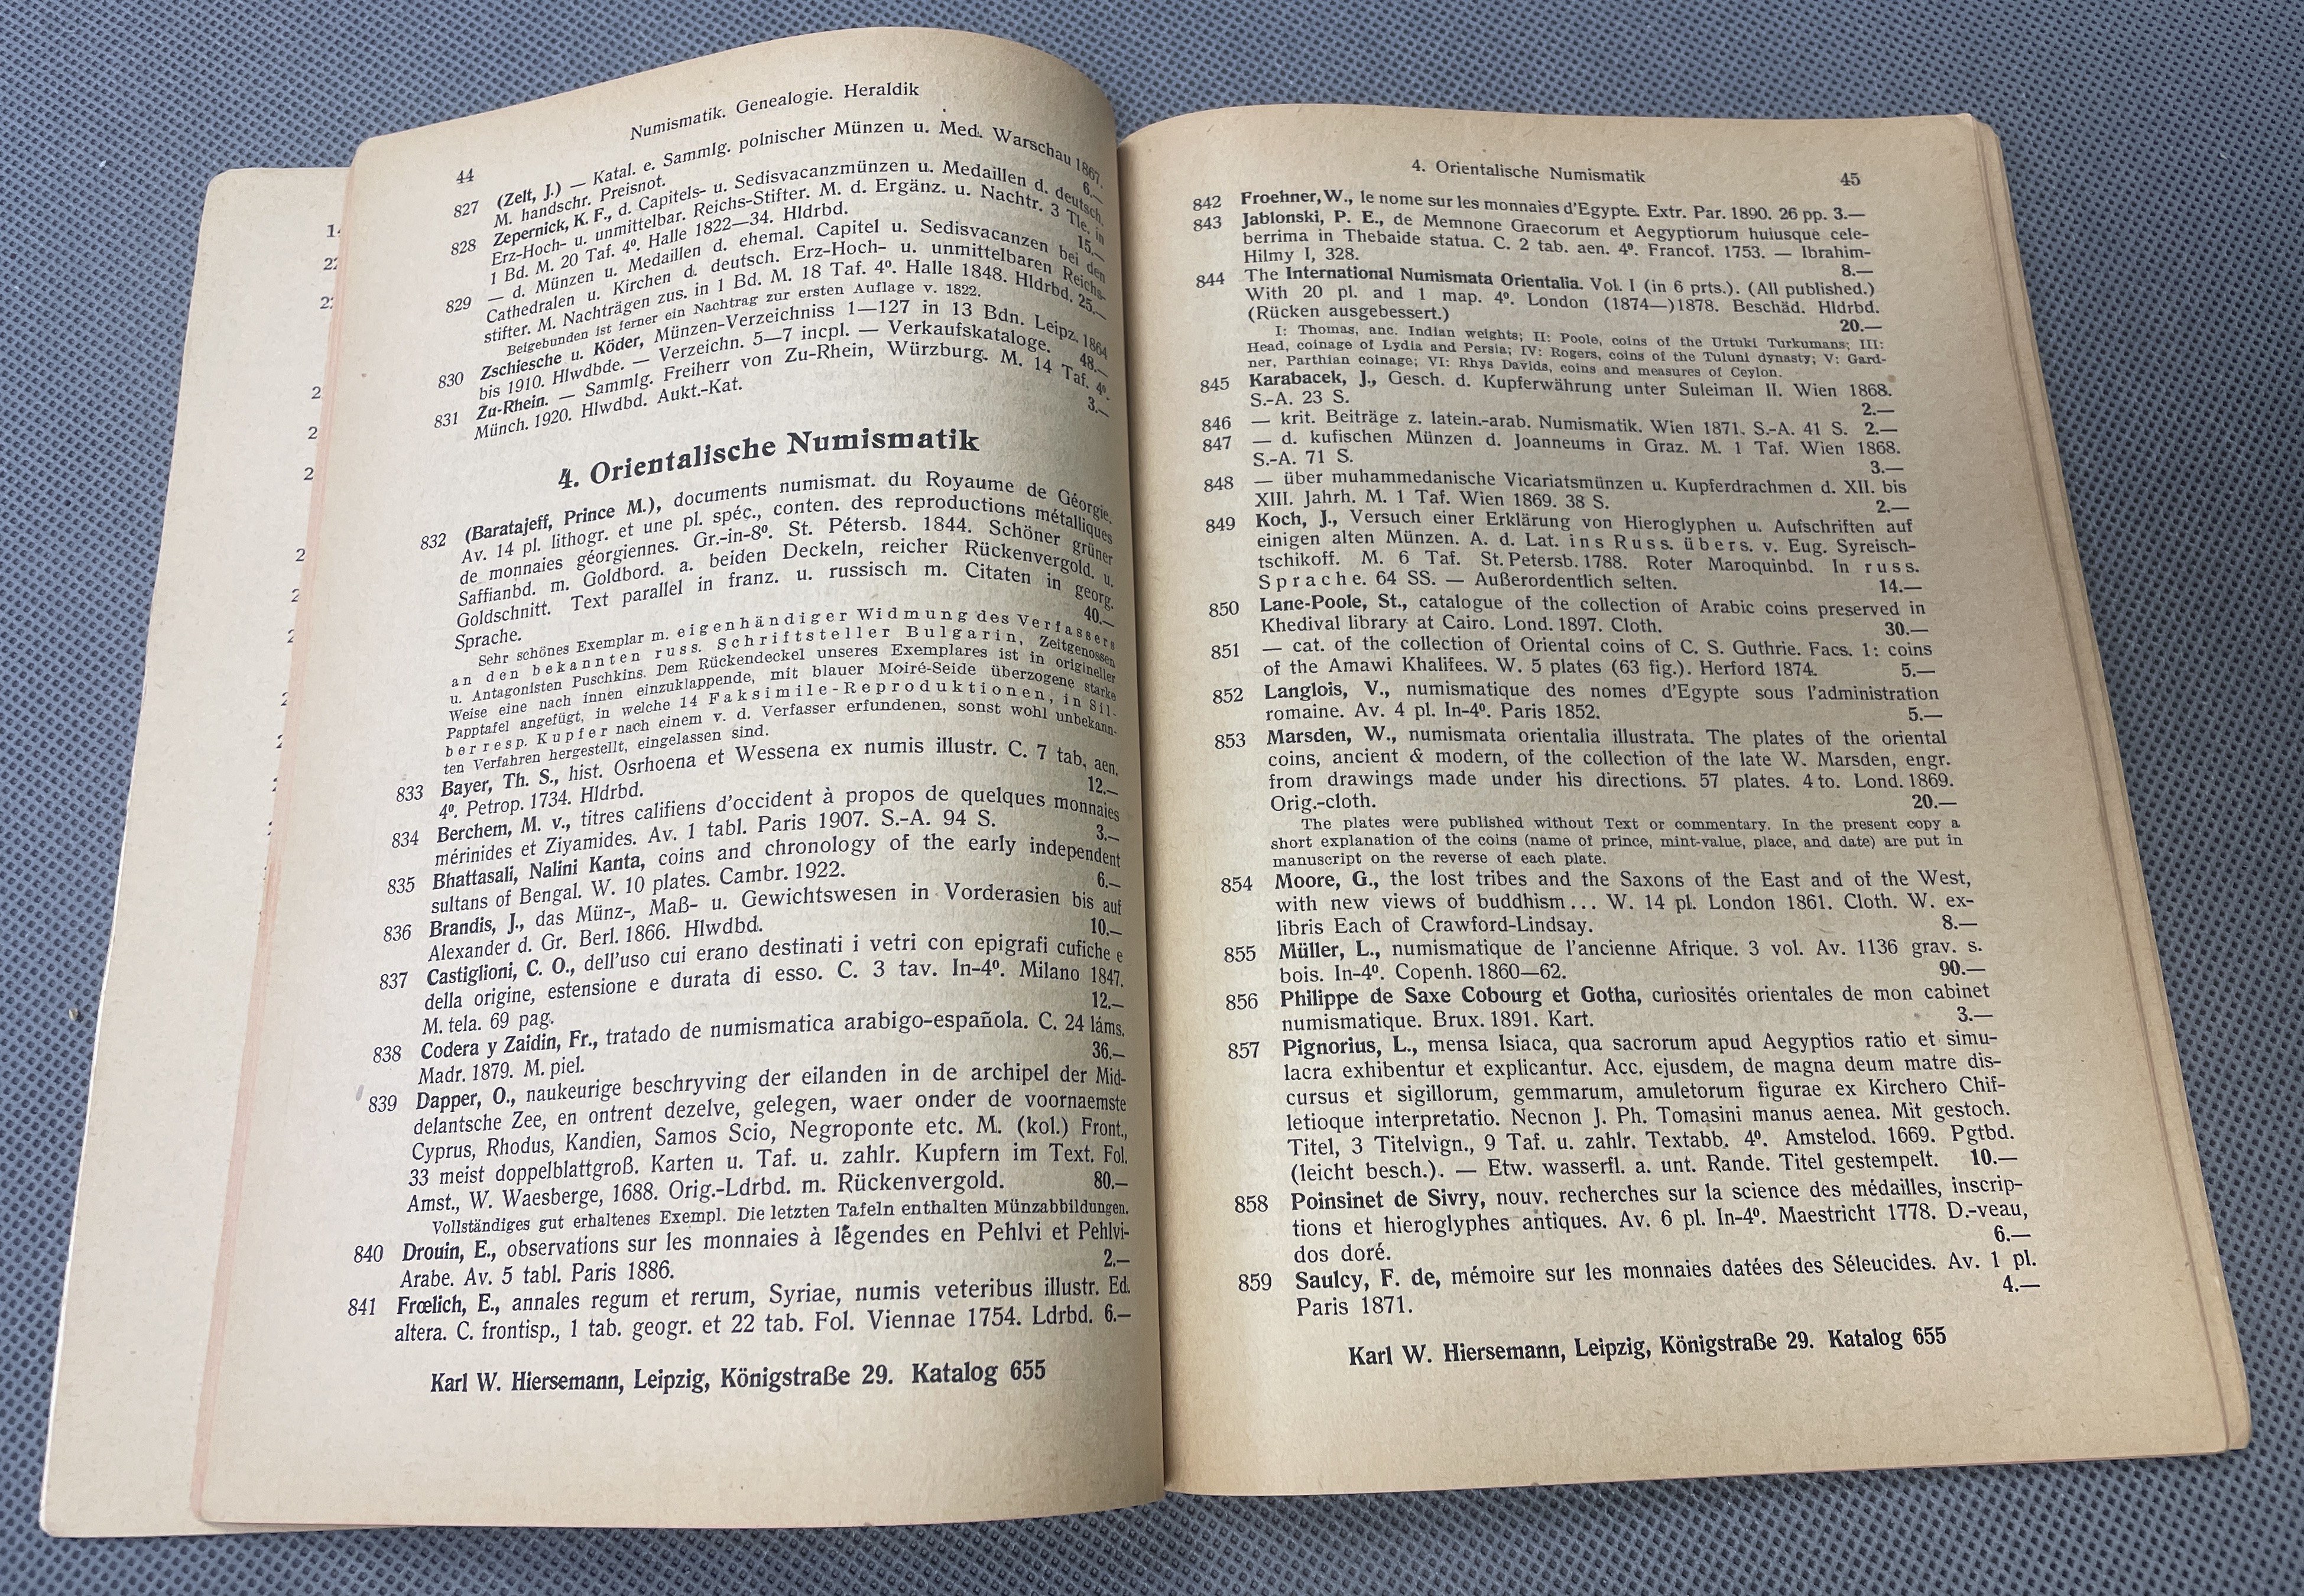 44
Numismatik. Genealogie. Heraldik
827 (Zelt, J.) — Katal. e. Sammlg. polnischer Münzen u. Med. Warschau 1867.
M. handschr. Preisnot. 6.—
828 Zepernick, K. F., d. Capitels- u. Sedisvacanzmünzen u. Medaillen d. deutsch.
Erz-Hoch- u. unmittelbar. Reichs-Stifter. M. d. Ergänz. u. Nachtr. 3 Tle. in
1 Bd. M. 20 Taf. 4º. Halle 1822—34. Hldrbd. 15.—
829 — d. Münzen u. Medaillen d. ehemal. Capitel u. Sedisvacanzen bei den
Cathedralen u. Kirchen d. deutsch. Erz-Hoch- u. unmittelbaren Reichs-
stifter. M. Nachträgen zus. in 1 Bd. M. 18 Taf. 4º. Halle 1848. Hldrbd. 25.—
Beigebunden ist ferner ein Nachtrag zur ersten Auflage v. 1822.
830 Zschiesche u. Köder, Münzen-Verzeichniss 1—127 in 13 Bdn. Leipz. 1864
bis 1910. Hlwdbde. — Verzeichn. 5—7 incpl. — Verkaufskataloge. 48.—
831 Zu-Rhein. — Sammlg. Freiherr von Zu-Rhein, Würzburg. M. 14 Taf. 4º.
Münch. 1920. Hlwdbd. Aukt.-Kat. 3.—
4. Orientalische Numismatik
832 (Baratajeff, Prince M.), documents numismat. du Royaume de Géorgie.
Av. 14 pl. lithogr. et une pl. spéc., conten. des reproductions métalliques
de monnaies géorgiennes. Gr.-in-8º. St. Pétersb. 1844. Schöner grüner
Saffianbd. m. Goldbord. a. beiden Deckeln, reicher Rückenvergold. u.
Goldschnitt. Text parallel in franz. u. russisch m. Citaten in georg.
Sprache. 40.—
Sehr schönes Exemplar m. eigenhändiger Widmung des Verfassers
an den bekannten russ. Schriftsteller Bulgarin, Zeitgenossen
u. Antagonisten Puschkins. Dem Rückendeckel unseres Exemplares ist in origineller
Weise eine nach innen einzuklappende, mit blauer Moiré-Seide überzogene starke
Papptafel angefügt, in welche 14 Faksimile-Reproduktionen, in Sil-
ber resp. Kupfer nach einem v. d. Verfasser erfundenen, sonst wohl unbekann-
ten Verfahren hergestellt, eingelassen sind.
833 Bayer, Th. S., hist. Osrhoena et Wessena ex numis illustr. C. 7 tab. aen.
4º. Petrop. 1734. Hldrbd. 12.—
834 Berchem, M. v., titres califiens d'occident à propos de quelques monnaies
mérinides et Ziyamides. Av. 1 tabl. Paris 1907. S.-A. 94 S. 3.—
835 Bhattasali, Nalini Kanta, coins and chronology of the early independent
sultans of Bengal. W. 10 plates. Cambr. 1922. 6.—
836 Brandis, J., das Münz-, Maß- u. Gewichtswesen in Vorderasien bis auf
Alexander d. Gr. Berl. 1866. Hlwdbd. 10.—
837 Castiglioni, C. O., dell'uso cui erano destinati i vetri con epigrafi cufiche e
della origine, estensione e durata di esso. C. 3 tav. In-4º. Milano 1847.
M. tela. 69 pag. 12.—
838 Codera y Zaidin, Fr., tratado de numismatica arabigo-española. C. 24 láms.
Madr. 1879. M. piel. 36.—
839 Dapper, O., naukeurige beschryving der eilanden in de archipel der Mid-
delantsche Zee, en ontrent dezelve, gelegen, waer onder de voornaemste
Cyprus, Rhodus, Kandien, Samos Scio, Negroponte etc. M. (kol.) Front.,
33 meist doppelblattgroß. Karten u. Taf. u. zahlr. Kupfern im Text. Fol.
Amst., W. Waesberge, 1688. Orig.-Ldrbd. m. Rückenvergold. 80.—
Vollständiges gut erhaltenes Exempl. Die letzten Tafeln enthalten Münzabbildungen.
840 Drouin, E., observations sur les monnaies à légendes en Pehlvi et Pehlvi-
Arabe. Av. 5 tabl. Paris 1886. 2.—
841 Frœlich, E., annales regum et rerum, Syriae, numis veteribus illustr. Ed.
altera. C. frontisp., 1 tab. geogr. et 22 tab. Fol. Viennae 1754. Ldrbd. 6.—
Karl W. Hiersemann, Leipzig, Königstraße 29. Katalog 655
4. Orientalische Numismatik
45
842 Froehner, W., le nome sur les monnaies d'Egypte. Extr. Par. 1890. 26 pp. 3.—
843 Jablonski, P. E., de Memnone Graecorum et Aegyptiorum huiusque cele-
berrima in Thebaide statua. C. 2 tab. aen. 4º. Francof. 1753. — Ibrahim-
Hilmy I, 328. 8.—
844 The International Numismata Orientalia. Vol. I (in 6 prts.). (All published.)
With 20 pl. and 1 map. 4º. London (1874—)1878. Beschäd. Hldrbd.
(Rücken ausgebessert.) 20.—
I: Thomas, anc. Indian weights; II: Poole, coins of the Urtuki Turkumans; III:
Head, coinage of Lydia and Persia; IV: Rogers, coins of the Tuluni dynasty; V: Gard-
ner, Parthian coinage; VI: Rhys Davids, coins and measures of Ceylon.
845 Karabacek, J., Gesch. d. Kupferwährung unter Suleiman II. Wien 1868.
S.-A. 23 S. 2.—
846 — krit. Beiträge z. latein.-arab. Numismatik. Wien 1871. S.-A. 41 S. 2.—
847 — d. kufischen Münzen d. Joanneums in Graz. M. 1 Taf. Wien 1868.
S.-A. 71 S. 3.—
848 — über muhammedanische Vicariatsmünzen u. Kupferdrachmen d. XII. bis
XIII. Jahrh. M. 1 Taf. Wien 1869. 38 S. 2.—
849 Koch, J., Versuch einer Erklärung von Hieroglyphen u. Aufschriften auf
einigen alten Münzen. A. d. Lat. ins Russ. übers. v. Eug. Syreisch-
tschikoff. M. 6 Taf. St. Petersb. 1788. Roter Maroquinbd. In russ.
Sprache. 64 SS. — Außerordentlich selten. 14.—
850 Lane-Poole, St., catalogue of the collection of Arabic coins preserved in
Khedival library at Cairo. Lond. 1897. Cloth. 30.—
851 — cat. of the collection of Oriental coins of C. S. Guthrie. Facs. 1: coins
of the Amawi Khalifees. W. 5 plates (63 fig.). Herford 1874. 5.—
852 Langlois, V., numismatique des nomes d'Egypte sous l'administration
romaine. Av. 4 pl. In-4º. Paris 1852. 5.—
853 Marsden, W., numismata orientalia illustrata. The plates of the oriental
coins, ancient & modern, of the collection of the late W. Marsden, engr.
from drawings made under his directions. 57 plates. 4 to. Lond. 1869.
Orig.-cloth. 20.—
The plates were published without Text or commentary. In the present copy a
short explanation of the coins (name of prince, mint-value, place, and date) are put in
manuscript on the reverse of each plate.
854 Moore, G., the lost tribes and the Saxons of the East and of the West,
with new views of buddhism... W. 14 pl. London 1861. Cloth. W. ex-
libris Each of Crawford-Lindsay. 8.—
855 Müller, L., numismatique de l'ancienne Afrique. 3 vol. Av. 1136 grav. s.
bois. In-4º. Copenh. 1860—62. 90.—
856 Philippe de Saxe Cobourg et Gotha, curiosités orientales de mon cabinet
numismatique. Brux. 1891. Kart. 3.—
857 Pignorius, L., mensa Isiaca, qua sacrorum apud Aegyptios ratio et simu-
lacra exhibentur et explicantur. Acc. ejusdem, de magna deum matre dis-
cursus et sigillorum, gemmarum, amuletorum figurae ex Kirchero Chif-
letioque interpretatio. Necnon J. Ph. Tomasini manus aenea. Mit gestoch.
Titel, 3 Titelvign., 9 Taf. u. zahlr. Textabb. 4º. Amstelod. 1669. Pgtbd.
(leicht besch.). — Etw. wasserfl. a. unt. Rande. Titel gestempelt. 10.—
858 Poinsinet de Sivry, nouv. recherches sur la science des médailles, inscrip-
tions et hieroglyphes antiques. Av. 6 pl. In-4º. Maestricht 1778. D.-veau,
dos doré. 6.—
859 Saulcy, F. de, mémoire sur les monnaies datées des Séleucides. Av. 1 pl.
Paris 1871. 4.—
Karl W. Hiersemann, Leipzig, Königstraße 29. Katalog 655